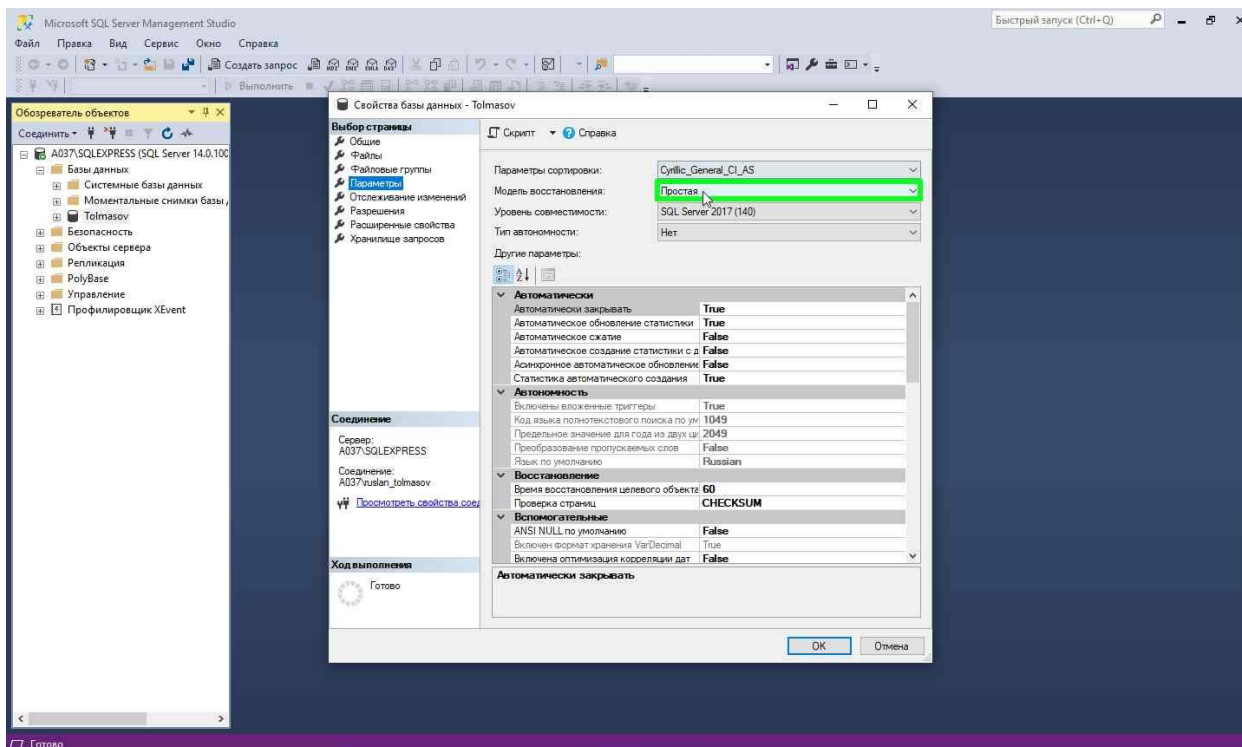 Microsoft SQL Server Management Studio
Быстрый запуск (Ctrl+Q)
Файл Правка Вид Сервис Окно Справка
Создать запрос
Выполнить
Обозреватель объектов
Соединить
A037\SQLEXPRESS (SQL Server 14.0.100
Базы данных
Системные базы данных
Моментальные снимки базы,
Tolmasov
Безопасность
Объекты сервера
Репликация
PolyBase
Управление
Профилировщик XEvent
Свойства базы данных - Tolmasov
Выбор страницы
Общие
Файлы
Файловые группы
Параметры
Отслеживание изменений
Разрешения
Расширенные свойства
Хранилище запросов
Соединение
Сервер:
A037\SQLEXPRESS
Соединение:
A037\ruslan_tolmasov
Просмотреть свойства соед
Ход выполнения
Готово
Скрипт Справка
Параметры сортировки: Cyrillic_General_CI_AS
Модель восстановления: Простая
Уровень совместимости: SQL Server 2017 (140)
Тип автономности: Нет
Другие параметры:
Автоматически
Автоматически закрывать True
Автоматическое обновление статистики True
Автоматическое сжатие False
Автоматическое создание статистики с д False
Асинхронное автоматическое обновление False
Статистика автоматического создания True
Автономность
Включены вложенные триггеры True
Код языка полнотекстового поиска по ум 1049
Предельное значение для года из двух ци 2049
Преобразование пропускаемых слов False
Язык по умолчанию Russian
Восстановление
Время восстановления целевого объекта 60
Проверка страниц CHECKSUM
Вспомогательные
ANSI NULL по умолчанию False
Включен формат хранения VarDecimal True
Включена оптимизация корреляции дат False
Автоматически закрывать
OK Отмена
Готово